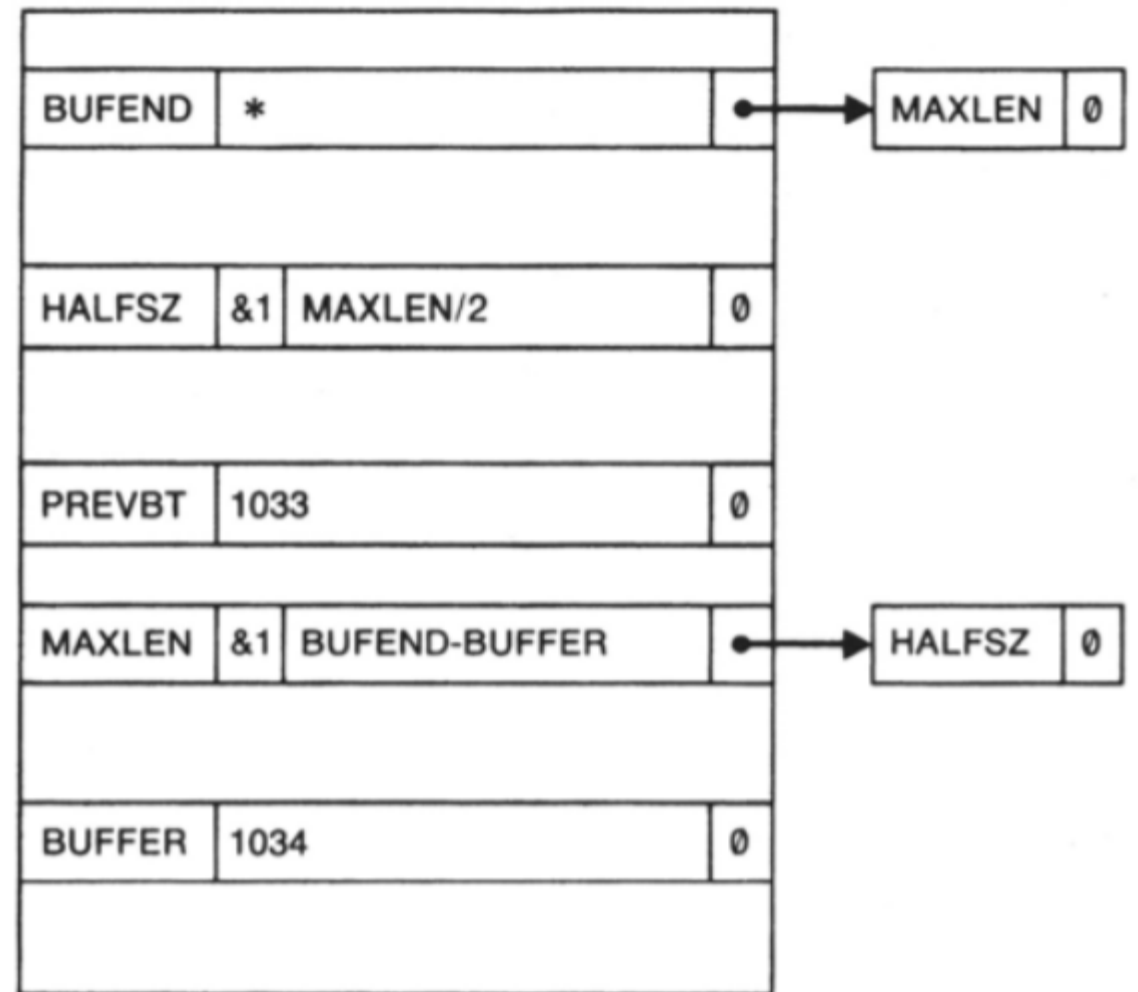 BUFEND * MAXLEN 0
HALFSZ &1 MAXLEN/2 0
PREVBT 1033 0
MAXLEN &1 BUFEND-BUFFER HALFSZ 0
BUFFER 1034 0